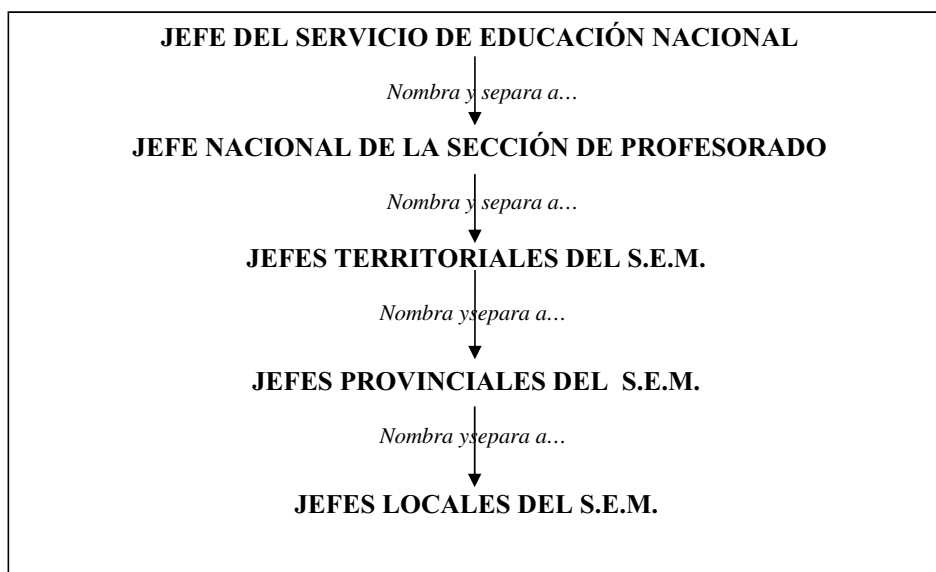 JEFE DEL SERVICIO DE EDUCACIÓN NACIONAL
Nombra y separa a…
JEFE NACIONAL DE LA SECCIÓN DE PROFESORADO
Nombra y separa a…
JEFES TERRITORIALES DEL S.E.M.
Nombra ysepara a…
JEFES PROVINCIALES DEL  S.E.M.
Nombra ysepara a…
JEFES LOCALES DEL S.E.M.